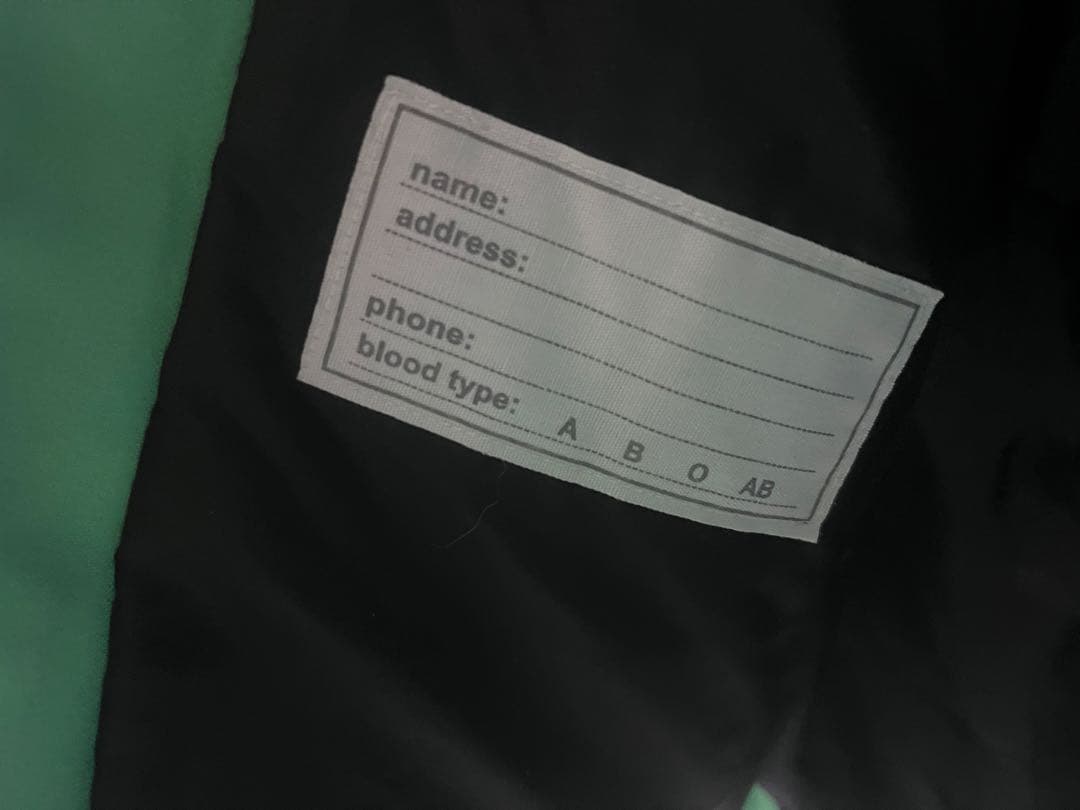 name:
address:
phone:
blood type: A B O AB